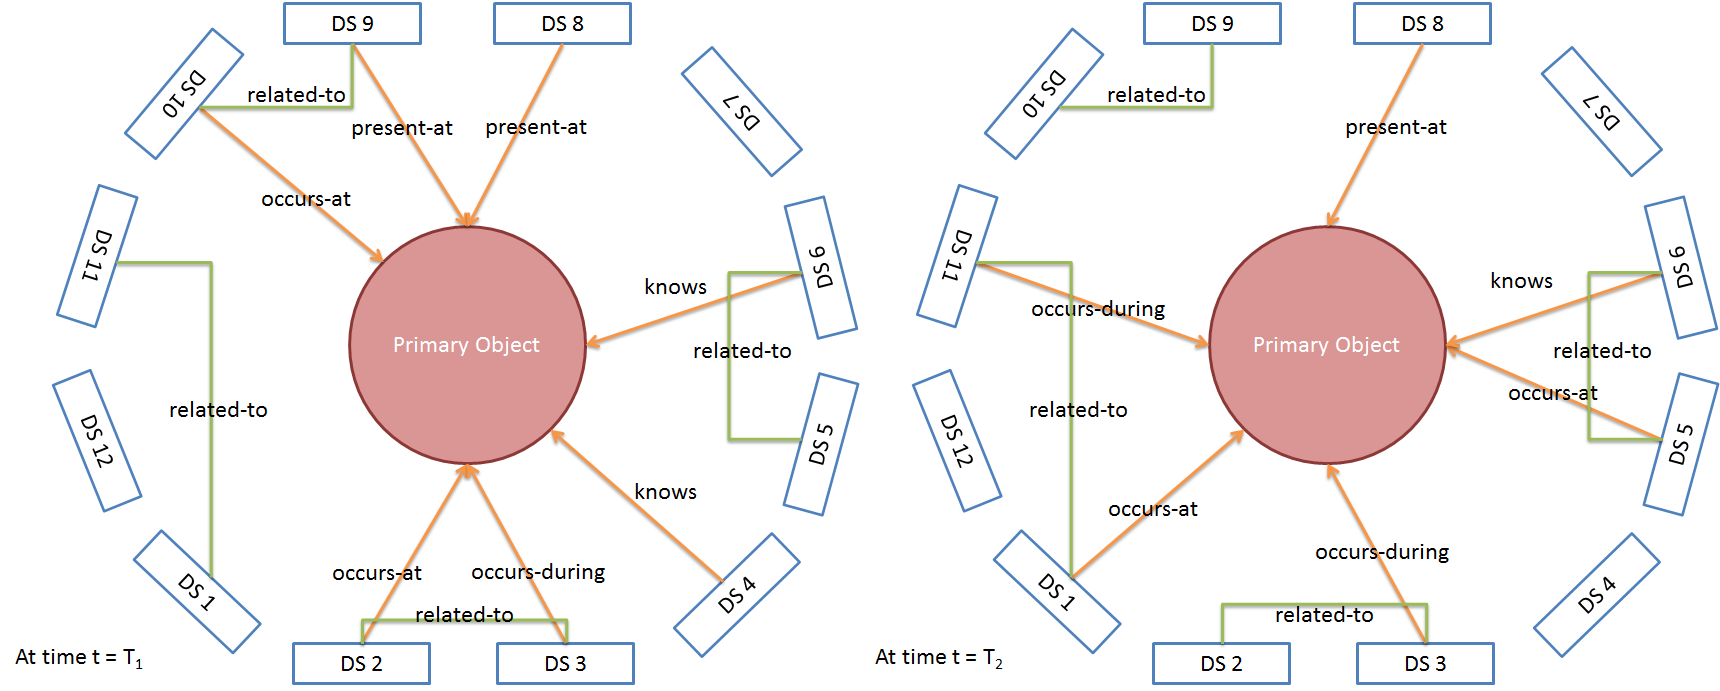 DS 9
DS 8
DS 10
DS 7
related-to
present-at
present-at
occurs-at
DS 11
DS 6
knows
Primary Object
related-to
related-to
DS 12
DS 5
knows
occurs-at
occurs-during
DS 1
related-to
DS 4
DS 2
DS 3
At time t = T₁
DS 9
DS 8
DS 10
DS 7
related-to
present-at
DS 11
DS 6
knows
occurs-during
Primary Object
related-to
occurs-at
related-to
DS 12
DS 5
occurs-at
occurs-during
DS 1
related-to
DS 4
DS 2
DS 3
At time t = T₂